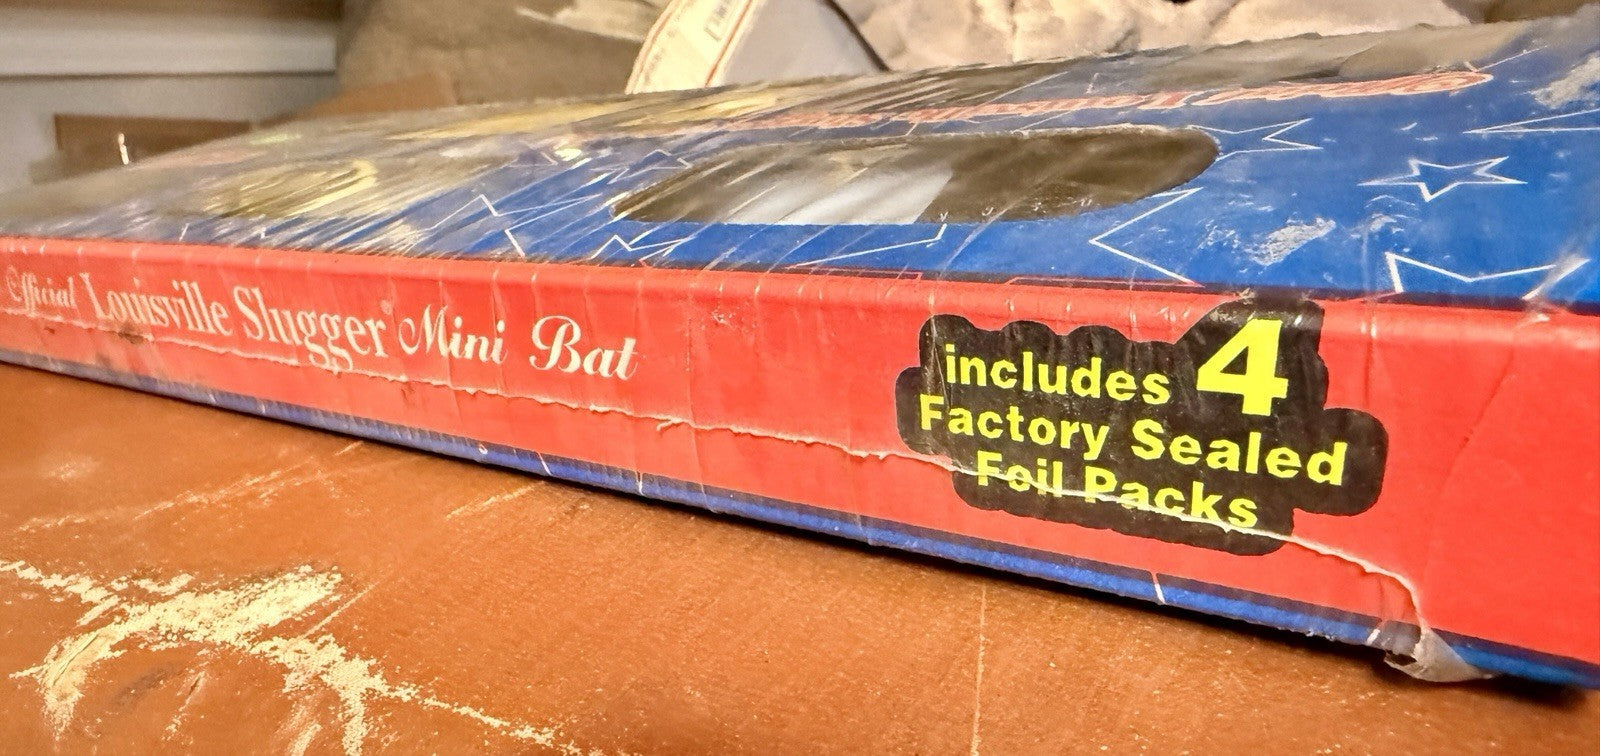 Official Louisville Slugger® Mini Bat
includes 4
Factory Sealed
Foil Packs